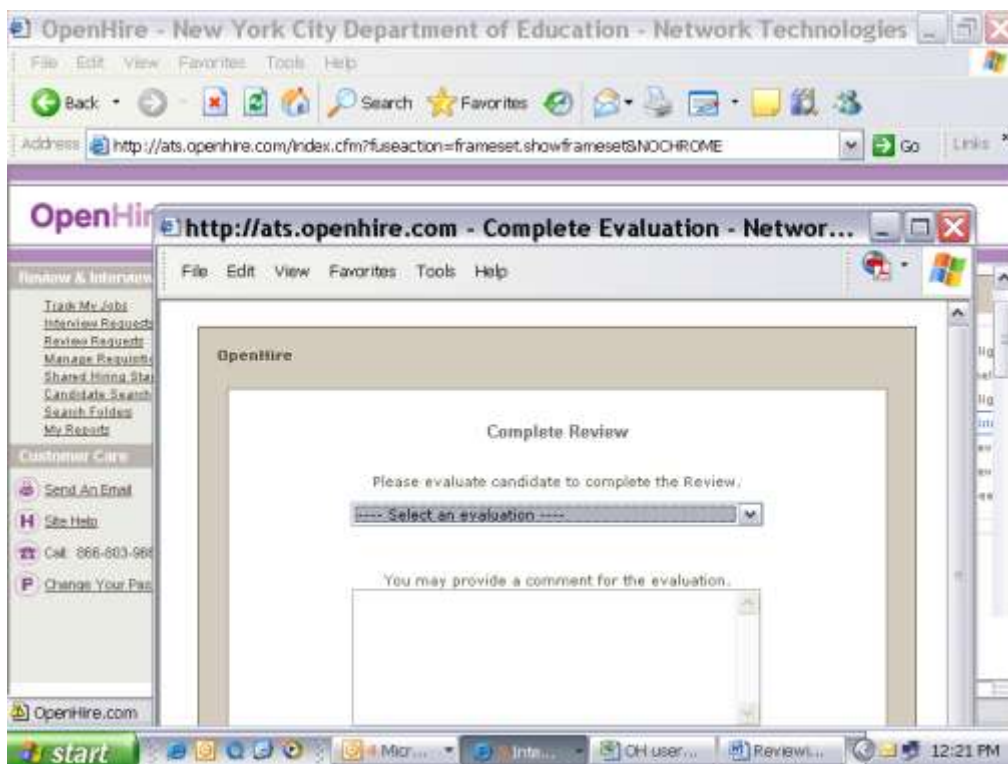 OpenHire - New York City Department of Education - Network Technologies
File Edit View Favorites Tools Help
Back Search Favorites
Address http://ats.openhire.com/index.cfm?fuseaction=frameset.showframeset&NOCHROME Go Links
OpenHir
http://ats.openhire.com - Complete Evaluation - Networ...
File Edit View Favorites Tools Help
Review & Interview
Track My Jobs
Interview Requests
Review Requests
Manage Requisitio
Shared Hiring Sta
Candidate Search
Search Folders
My Reports
Customer Care
Send An Email
H Site Help
Call: 866-803-
P Change Your Pas
OpenHire
Complete Review
Please evaluate candidate to complete the Review.
---- Select an evaluation ----
You may provide a comment for the evaluation.
OpenHire.com
start 4 Micr... Inte... OH user... Reviewi... 12:21 PM